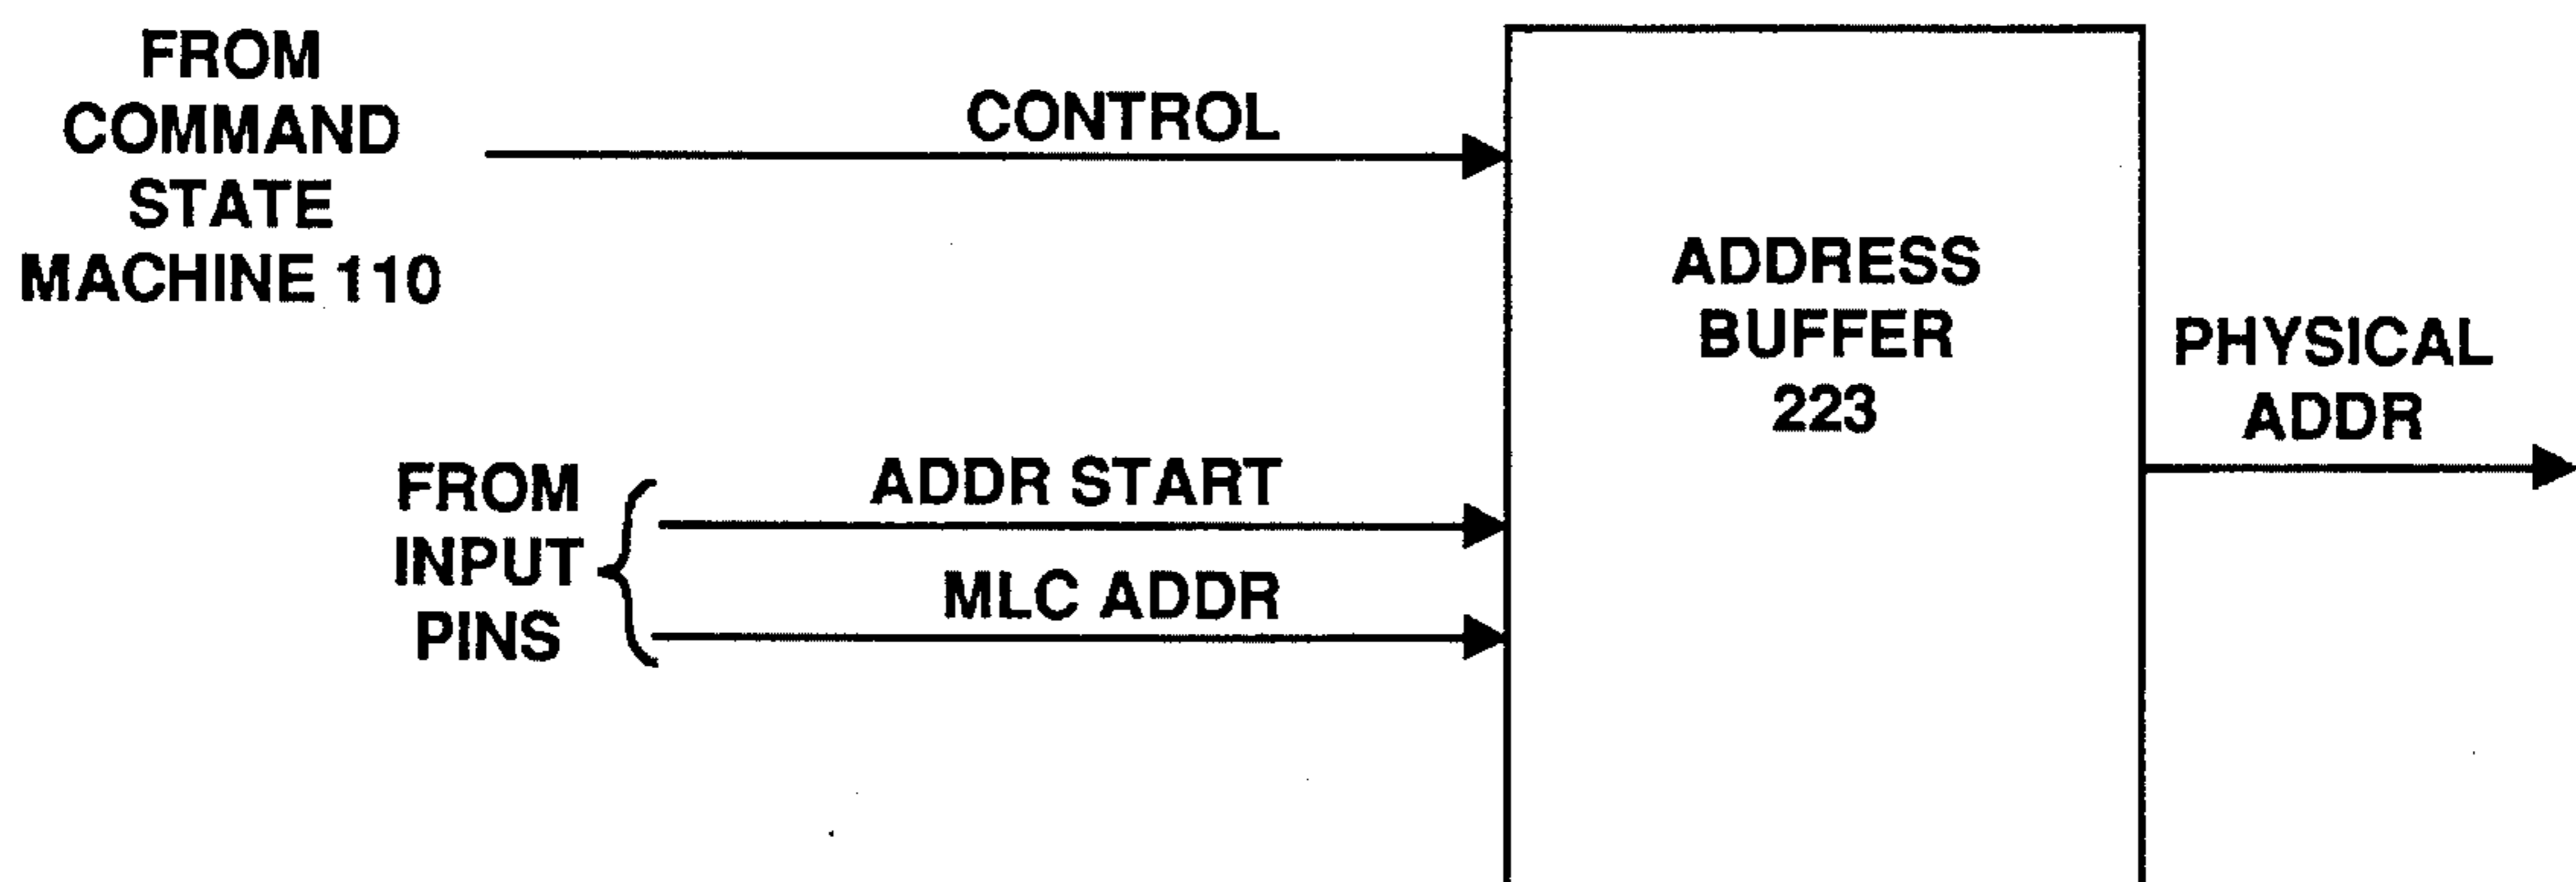 FROM
COMMAND
STATE
MACHINE 110
CONTROL
ADDRESS
BUFFER
223
PHYSICAL
ADDR
FROM
INPUT
PINS
ADDR START
MLC ADDR